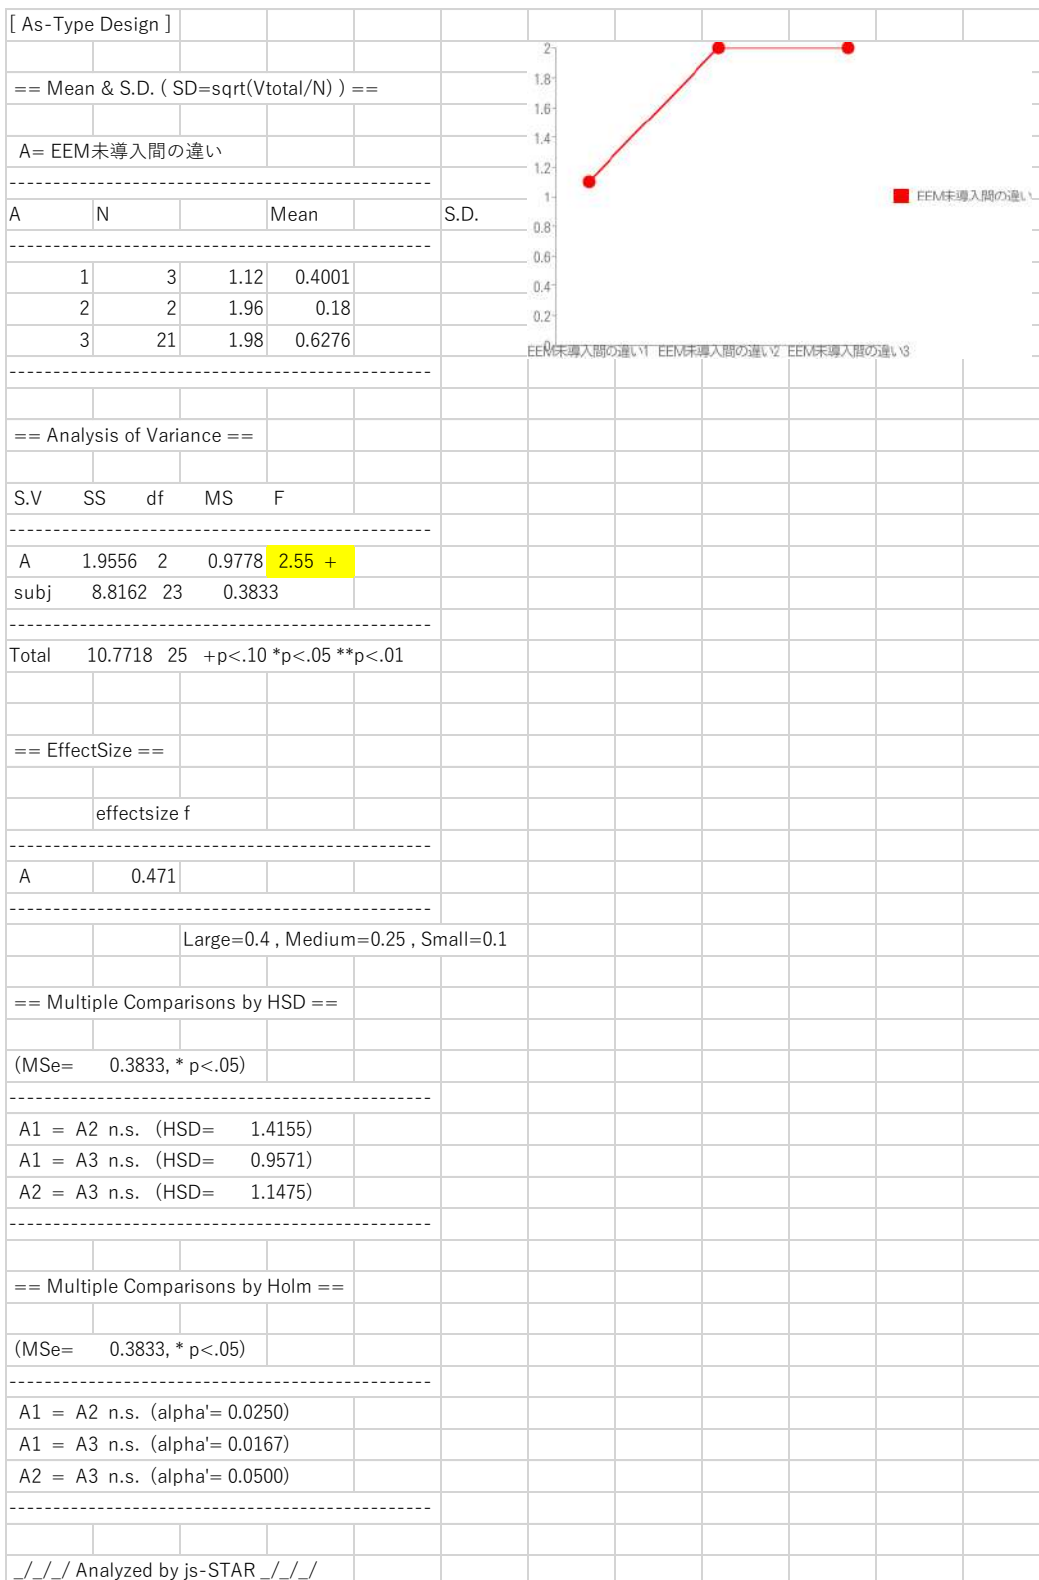 [ As-Type Design ]
== Mean & S.D. ( SD=sqrt(Vtotal/N) ) ==
A= EEM未導入間の違い
-----------------------------------------------
A N Mean S.D.
-----------------------------------------------
1 3 1.12 0.4001
2 2 1.96 0.18
3 21 1.98 0.6276
-----------------------------------------------
2
1.8
1.6
1.4
1.2
1
0.8
0.6
0.4
0.2
0
EEM未導入間の違い1 EEM未導入間の違い2 EEM未導入間の違い3
EEM未導入間の違い
== Analysis of Variance ==
S.V SS df MS F
-----------------------------------------------
A 1.9556 2 0.9778 2.55 +
subj 8.8162 23 0.3833
-----------------------------------------------
Total 10.7718 25 +p<.10 *p<.05 **p<.01
== EffectSize ==
effectsize f
-----------------------------------------------
A 0.471
-----------------------------------------------
Large=0.4 , Medium=0.25 , Small=0.1
== Multiple Comparisons by HSD ==
(MSe= 0.3833, * p<.05)
-----------------------------------------------
A1 = A2 n.s. (HSD= 1.4155)
A1 = A3 n.s. (HSD= 0.9571)
A2 = A3 n.s. (HSD= 1.1475)
-----------------------------------------------
== Multiple Comparisons by Holm ==
(MSe= 0.3833, * p<.05)
-----------------------------------------------
A1 = A2 n.s. (alpha'= 0.0250)
A1 = A3 n.s. (alpha'= 0.0167)
A2 = A3 n.s. (alpha'= 0.0500)
-----------------------------------------------
_/_/_/ Analyzed by js-STAR _/_/_/